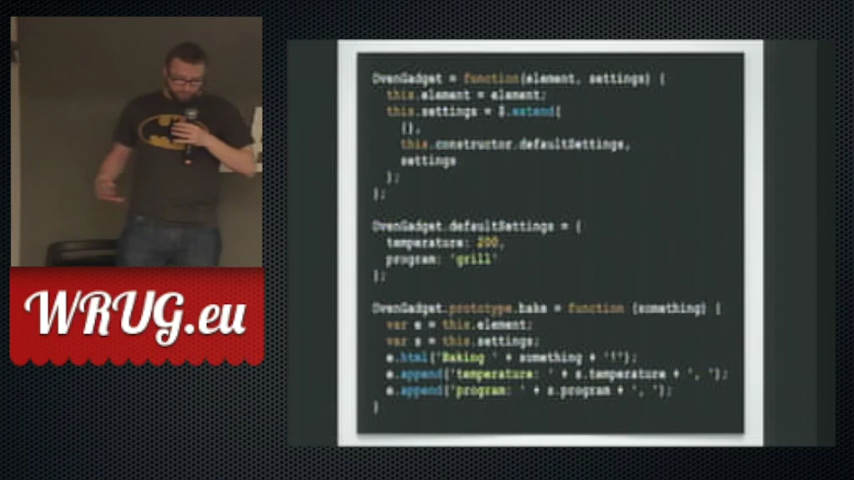 WRUG.eu
OvenGadget = function(element, settings) {
this.element = element;
this.settings = $.extend(
{},
this.constructor.defaultSettings,
settings
);
};
OvenGadget.defaultSettings = {
temperature: 200,
program: 'grill'
};
OvenGadget.prototype.bake = function (something) {
var e = this.element;
var s = this.settings;
e.html('Baking ' + something + '!');
e.append('temperature: ' + s.temperature + ', ');
e.append('program: ' + s.program + ', ');
}